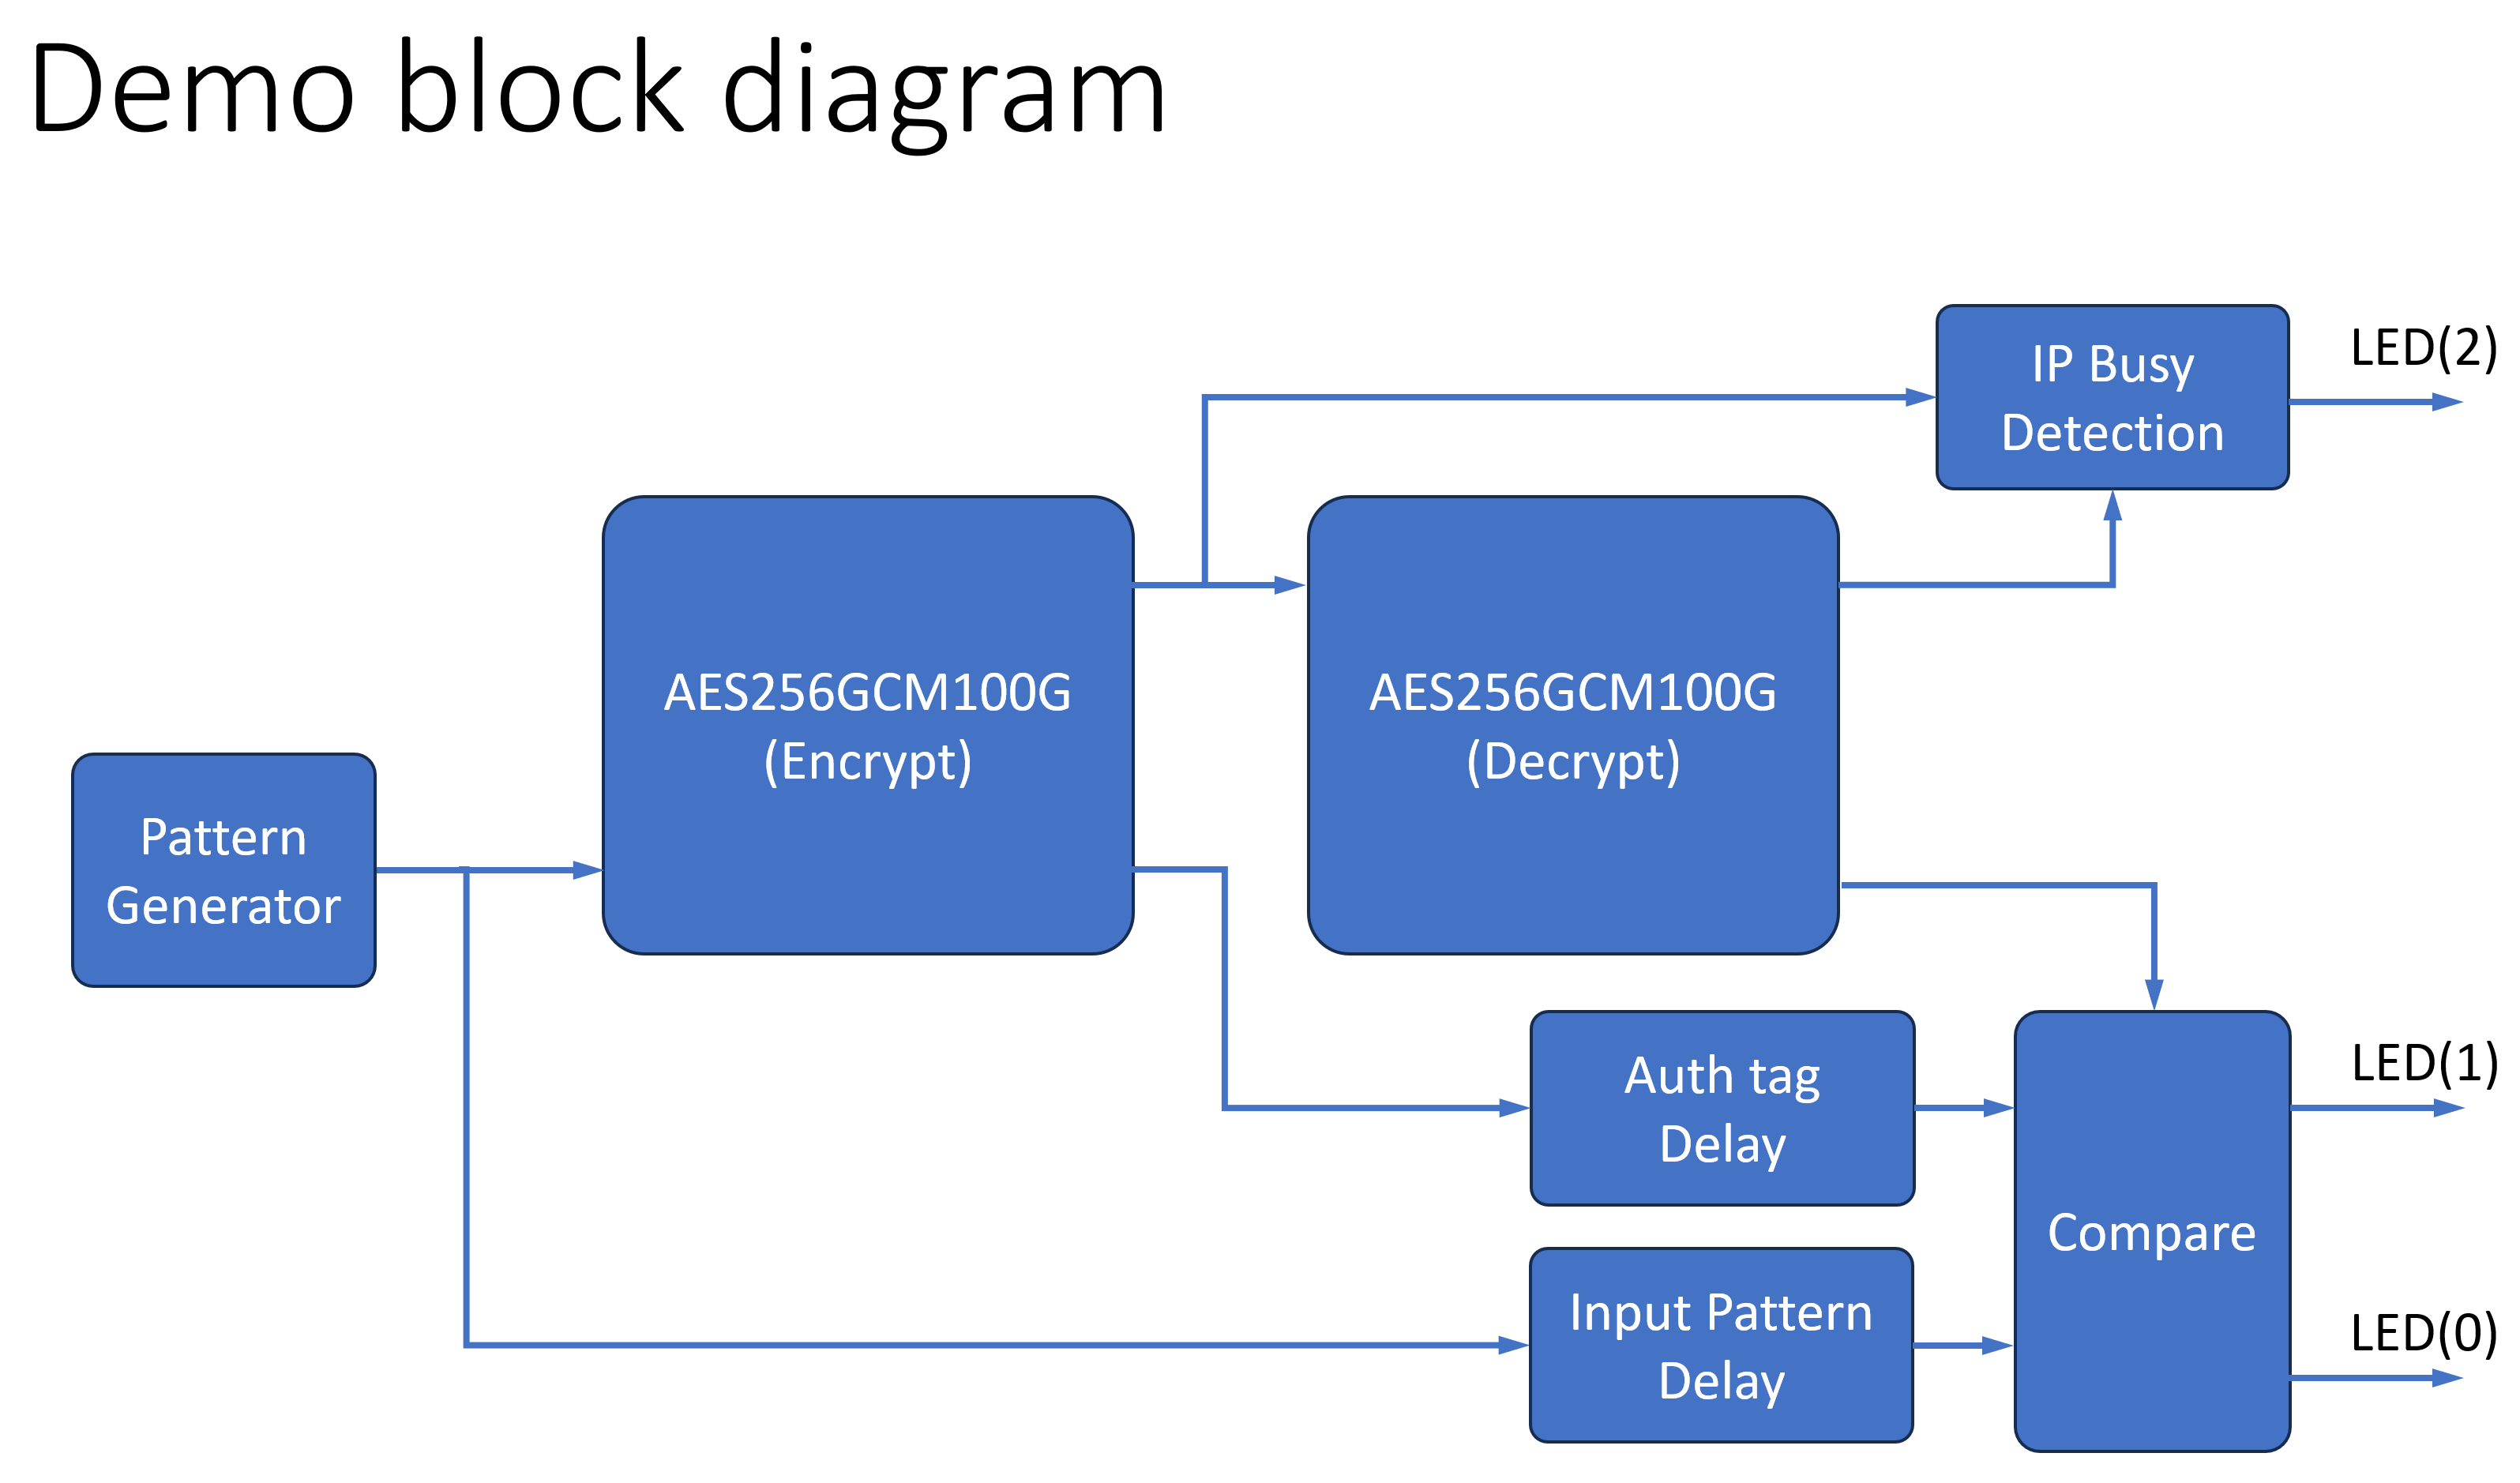 Demo block diagram
LED(2)
IP Busy
Detection
AES256GCM100G
(Encrypt)
AES256GCM100G
(Decrypt)
Pattern
Generator
Auth tag
Delay
LED(1)
Compare
Input Pattern
Delay
LED(0)